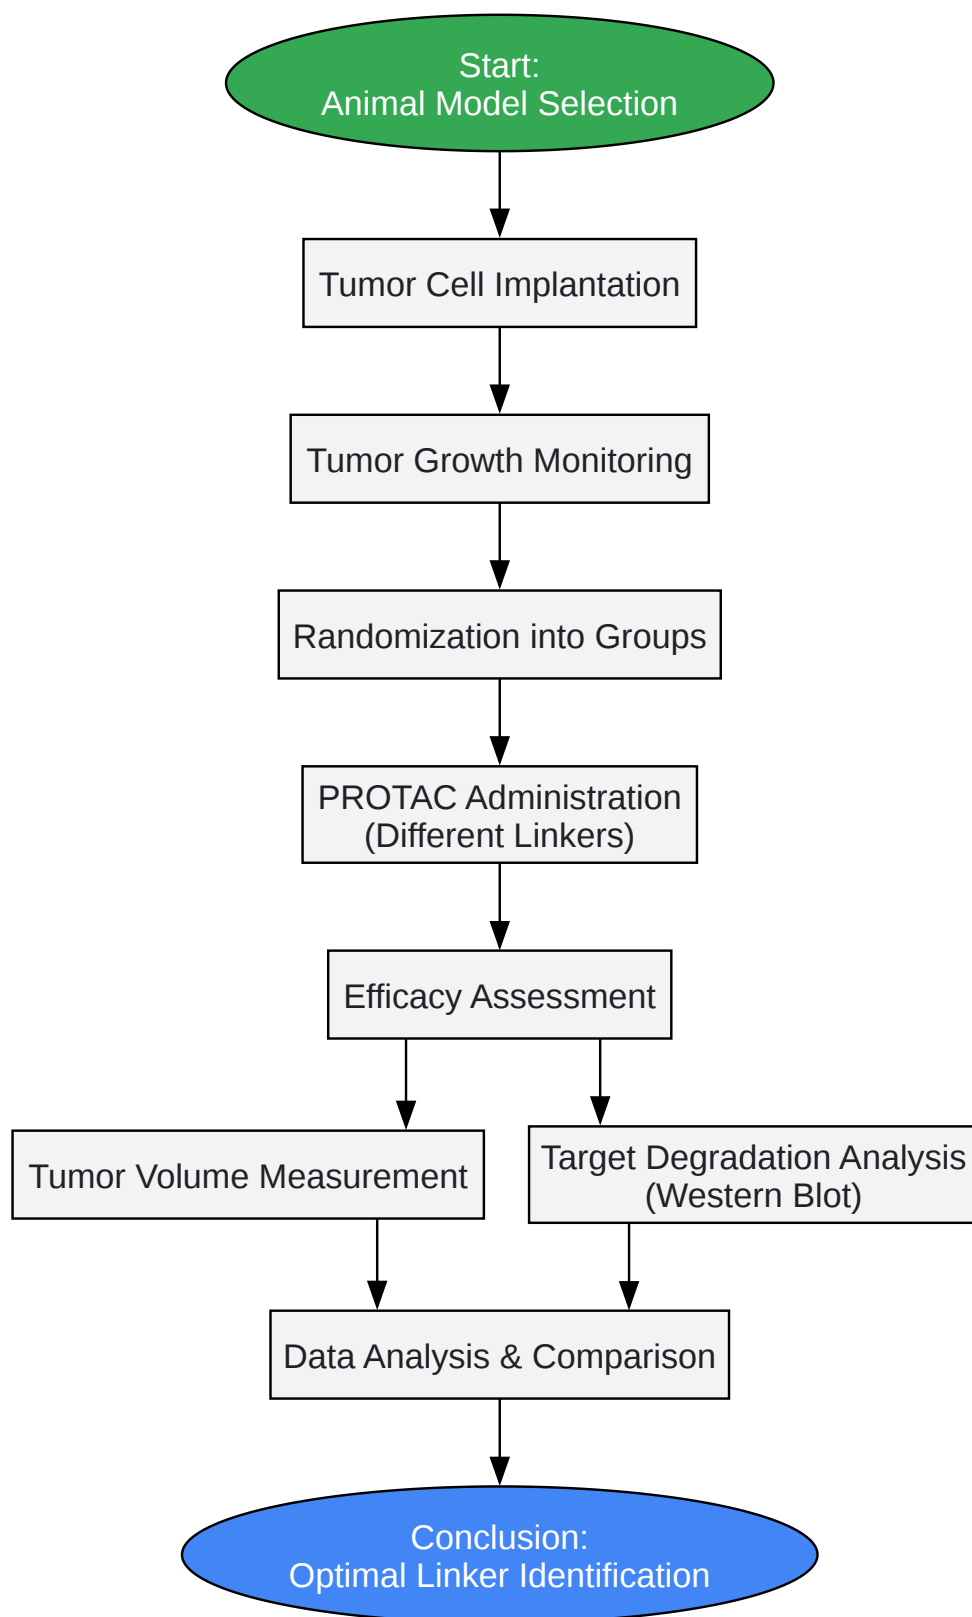 Start:
Animal Model Selection
Tumor Cell Implantation
Tumor Growth Monitoring
Randomization into Groups
PROTAC Administration
(Different Linkers)
Efficacy Assessment
Tumor Volume Measurement
Target Degradation Analysis
(Western Blot)
Data Analysis & Comparison
Conclusion:
Optimal Linker Identification